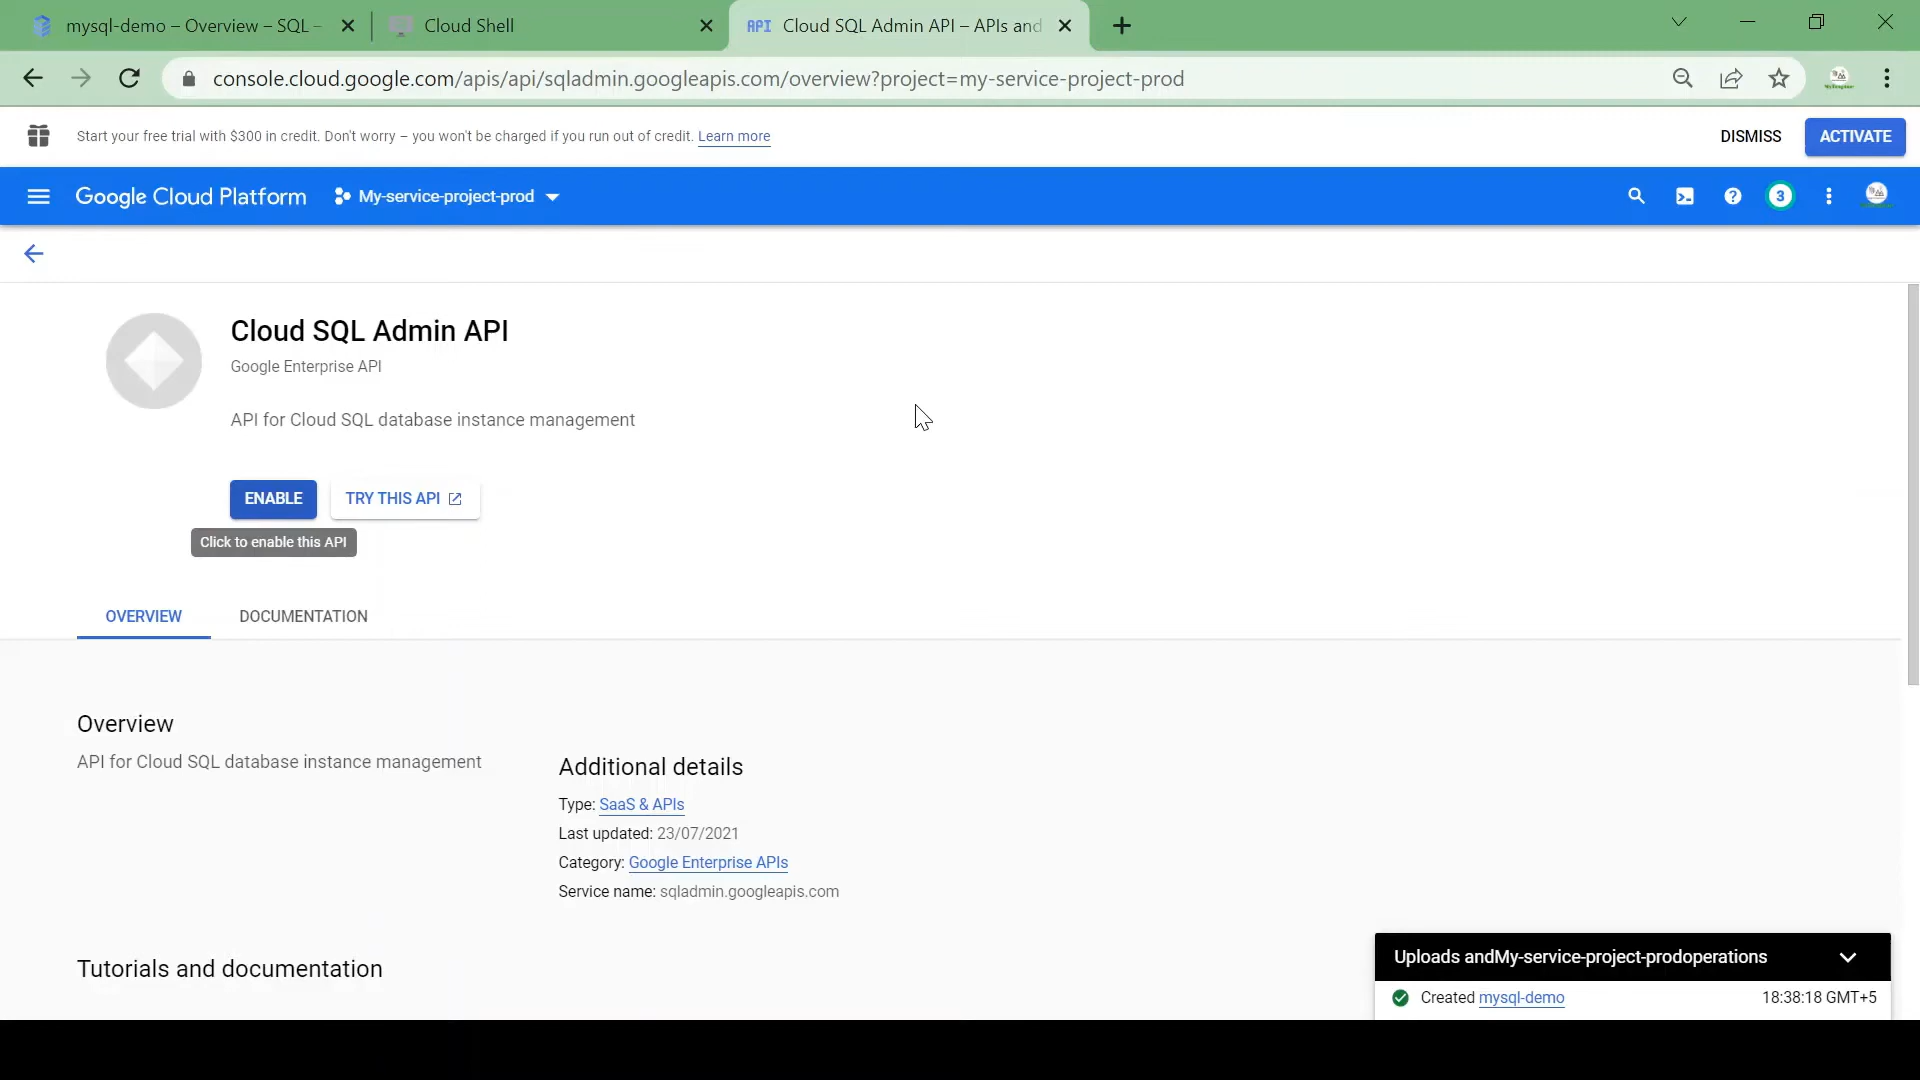 mysql-demo – Overview – SQL –
Cloud Shell
API Cloud SQL Admin API – APIs and
console.cloud.google.com/apis/api/sqladmin.googleapis.com/overview?project=my-service-project-prod
Start your free trial with $300 in credit. Don't worry – you won't be charged if you run out of credit. Learn more
DISMISS
ACTIVATE
Google Cloud Platform
My-service-project-prod
3
Cloud SQL Admin API
Google Enterprise API
API for Cloud SQL database instance management
ENABLE
TRY THIS API
Click to enable this API
OVERVIEW
DOCUMENTATION
Overview
API for Cloud SQL database instance management
Additional details
Type: SaaS & APIs
Last updated: 23/07/2021
Category: Google Enterprise APIs
Service name: sqladmin.googleapis.com
Tutorials and documentation
Uploads andMy-service-project-prodoperations
Created mysql-demo
18:38:18 GMT+5